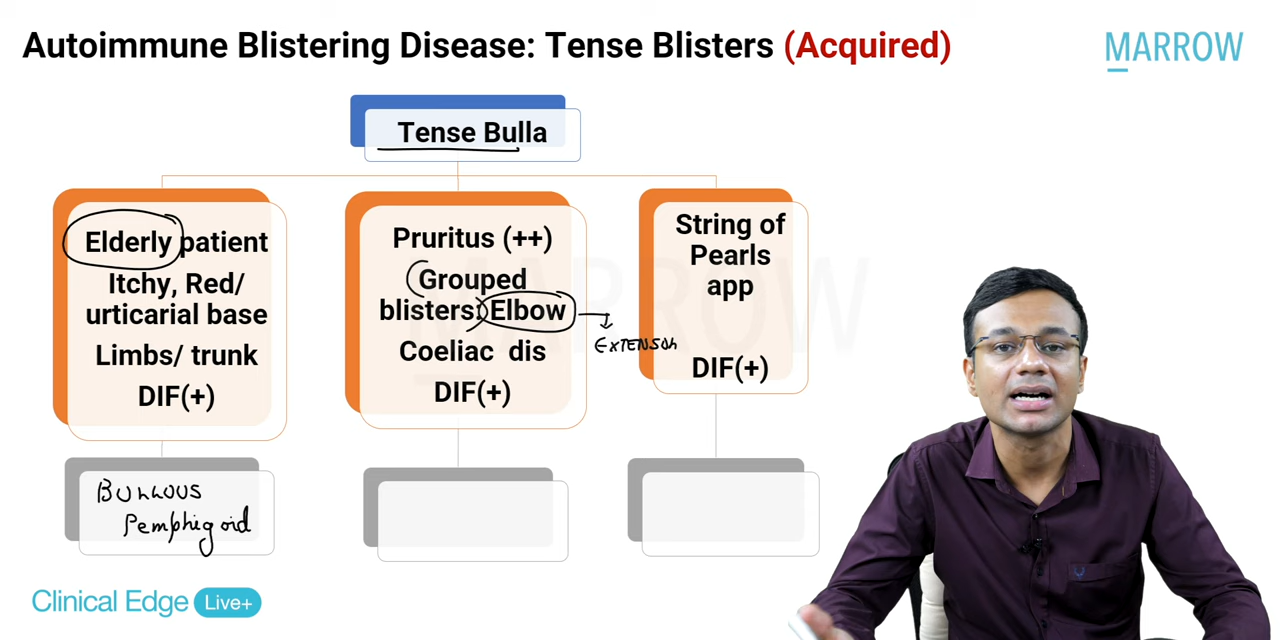 Autoimmune Blistering Disease: Tense Blisters (Acquired)
MARROW
Tense Bulla
Elderly patient
Itchy, Red/
urticarial base
Limbs/ trunk
DIF(+)
Bullous
Pemphigoid
Pruritus (++)
Grouped
blisters: Elbow
EXTENSOR
Coeliac dis
DIF(+)
String of
Pearls
app
DIF(+)
MARROW
Clinical Edge Live+